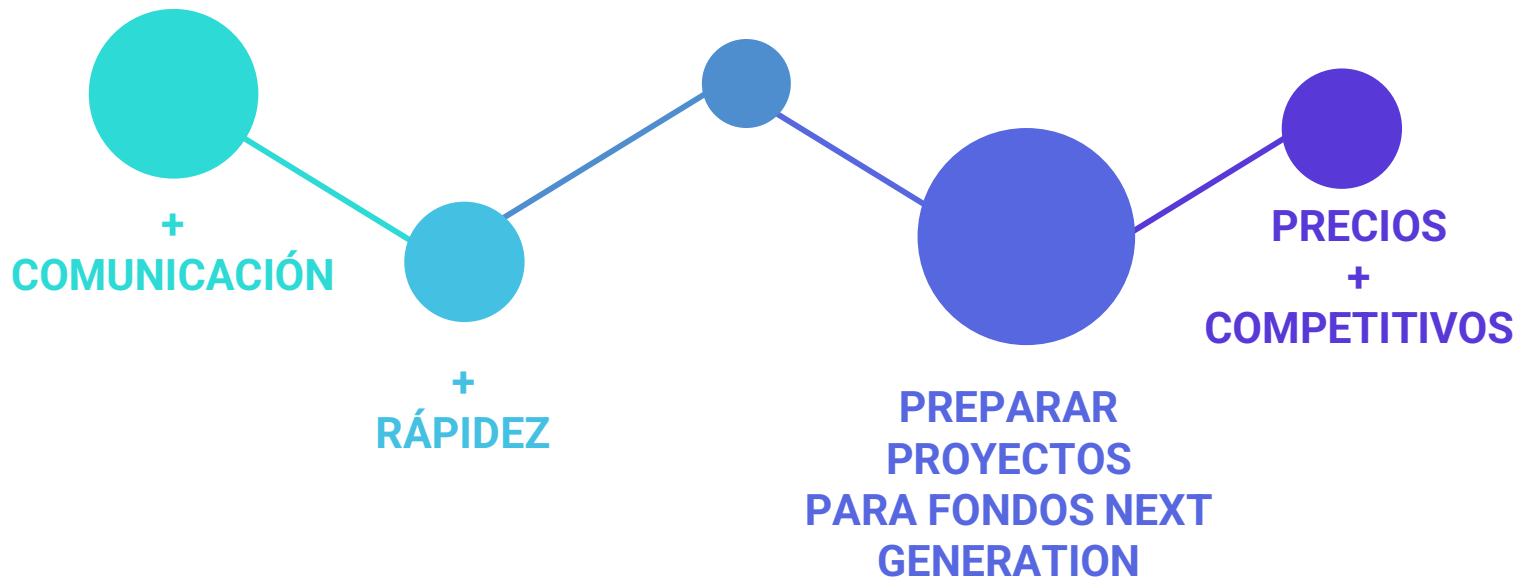 +
COMUNICACIÓN
+
RÁPIDEZ
PREPARAR
PROYECTOS
PARA FONDOS NEXT
GENERATION
PRECIOS
+
COMPETITIVOS